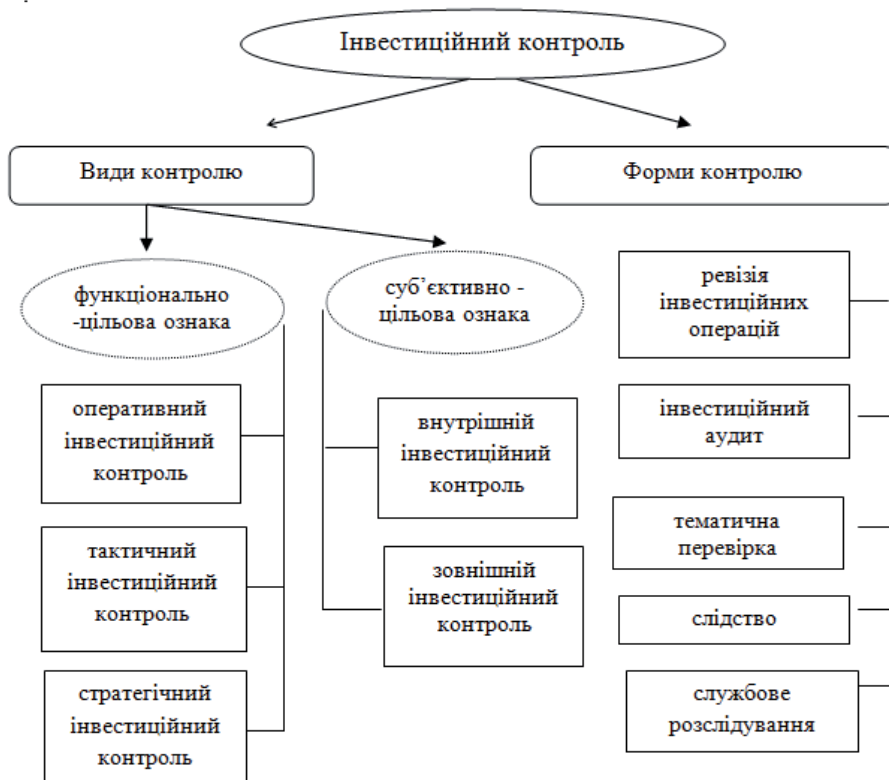 Інвестиційний контроль
Види контролю
Форми контролю
функціонально
-цільова ознака
суб’єктивно -
цільова ознака
ревізія
інвестиційних
операцій
оперативний
інвестиційний
контроль
внутрішній
інвестиційний
контроль
інвестиційний
аудит
тактичний
інвестиційний
контроль
зовнішній
інвестиційний
контроль
тематична
перевірка
слідство
стратегічний
інвестиційний
контроль
службове
розслідування